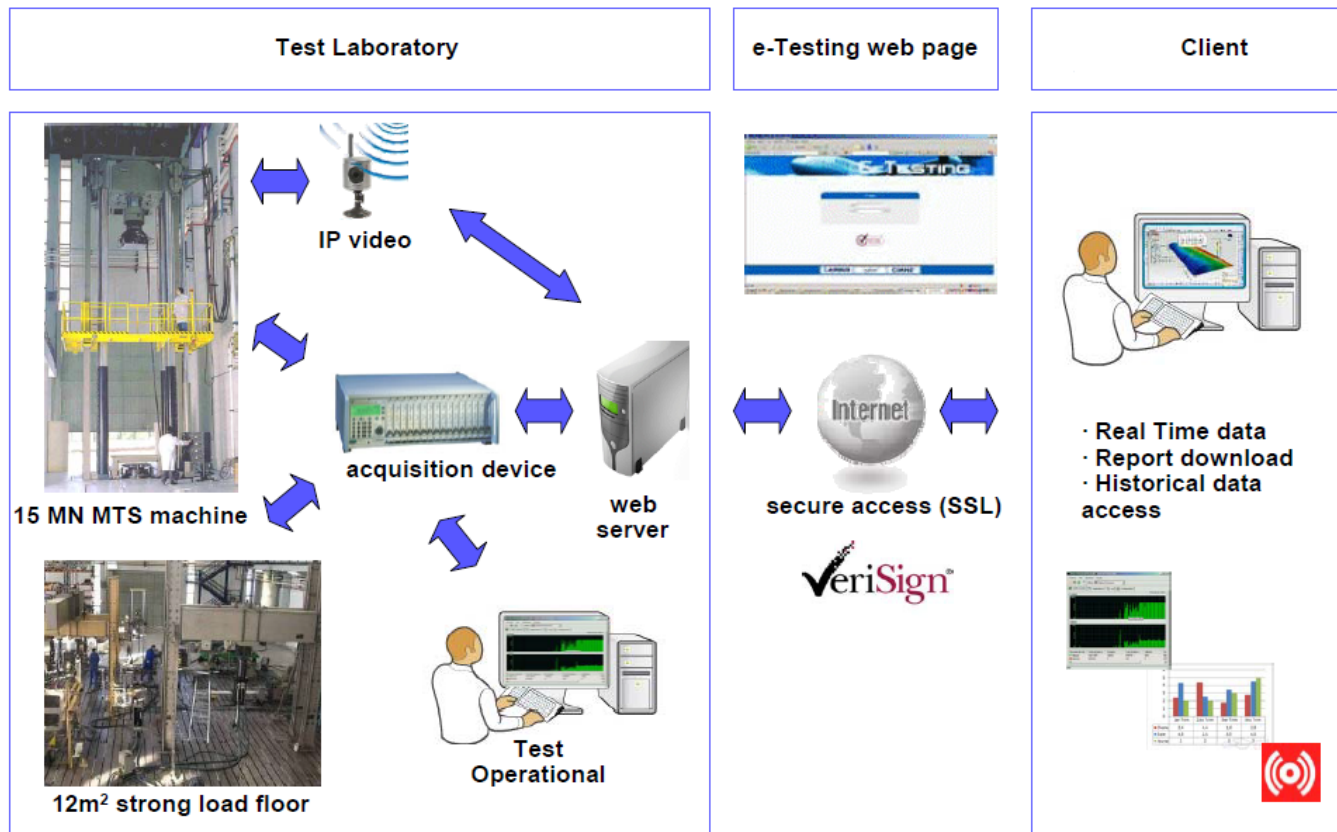 Test Laboratory
e-Testing web page
Client
IP video
E-TESTING
acquisition device
15 MN MTS machine
web
server
Internet
secure access (SSL)
VeriSign
· Real Time data
· Report download
· Historical data
access
Test
Operational
12m² strong load floor